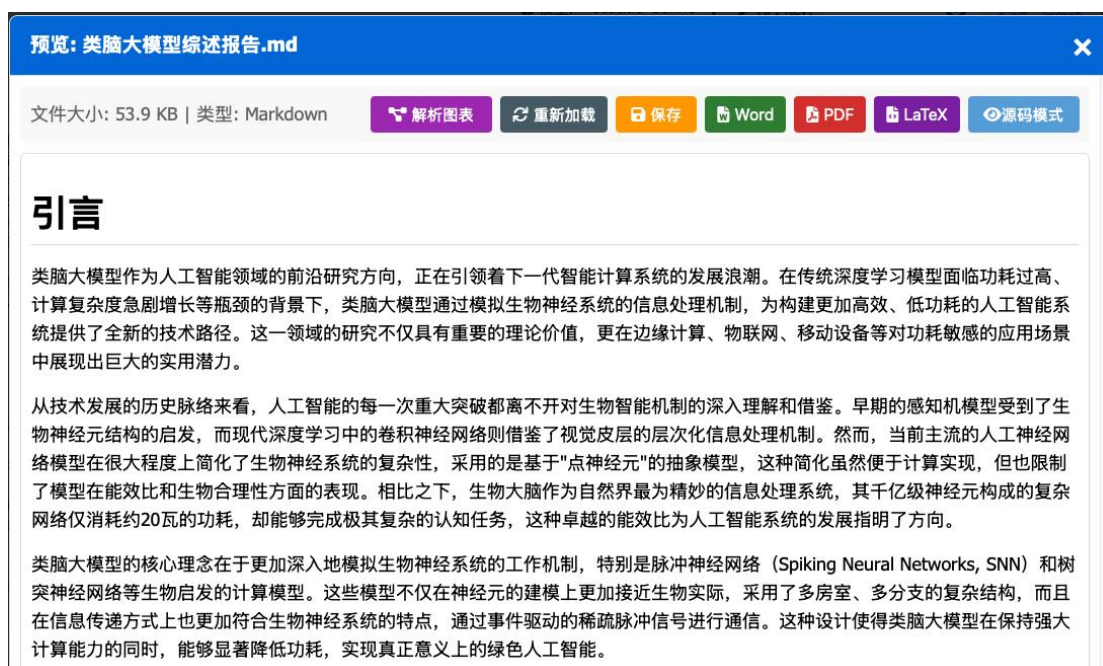 预览: 类脑大模型综述报告.md
文件大小: 53.9 KB | 类型: Markdown
解析图表
重新加载
保存
Word
PDF
LaTeX
源码模式
引言
类脑大模型作为人工智能领域的前沿研究方向，正在引领着下一代智能计算系统的发展浪潮。在传统深度学习模型面临功耗过高、
计算复杂度急剧增长等瓶颈的背景下，类脑大模型通过模拟生物神经系统的信息处理机制，为构建更加高效、低功耗的人工智能系
统提供了全新的技术路径。这一领域的研究不仅具有重要的理论价值，更在边缘计算、物联网、移动设备等对功耗敏感的应用场景
中展现出巨大的实用潜力。
从技术发展的历史脉络来看，人工智能的每一次重大突破都离不开对生物智能机制的深入理解和借鉴。早期的感知机模型受到了生
物神经元结构的启发，而现代深度学习中的卷积神经网络则借鉴了视觉皮层的层次化信息处理机制。然而，当前主流的人工神经网
络模型在很大程度上简化了生物神经系统的复杂性，采用的是基于"点神经元"的抽象模型，这种简化虽然便于计算实现，但也限制
了模型在能效比和生物合理性方面的表现。相比之下，生物大脑作为自然界最为精妙的信息处理系统，其千亿级神经元构成的复杂
网络仅消耗约20瓦的功耗，却能够完成极其复杂的认知任务，这种卓越的能效比为人工智能系统的发展指明了方向。
类脑大模型的核心理念在于更加深入地模拟生物神经系统的工作机制，特别是脉冲神经网络（Spiking Neural Networks, SNN）和树
突神经网络等生物启发的计算模型。这些模型不仅在神经元的建模上更加接近生物实际，采用了多房室、多分支的复杂结构，而且
在信息传递方式上也更加符合生物神经系统的特点，通过事件驱动的稀疏脉冲信号进行通信。这种设计使得类脑大模型在保持强大
计算能力的同时，能够显著降低功耗，实现真正意义上的绿色人工智能。